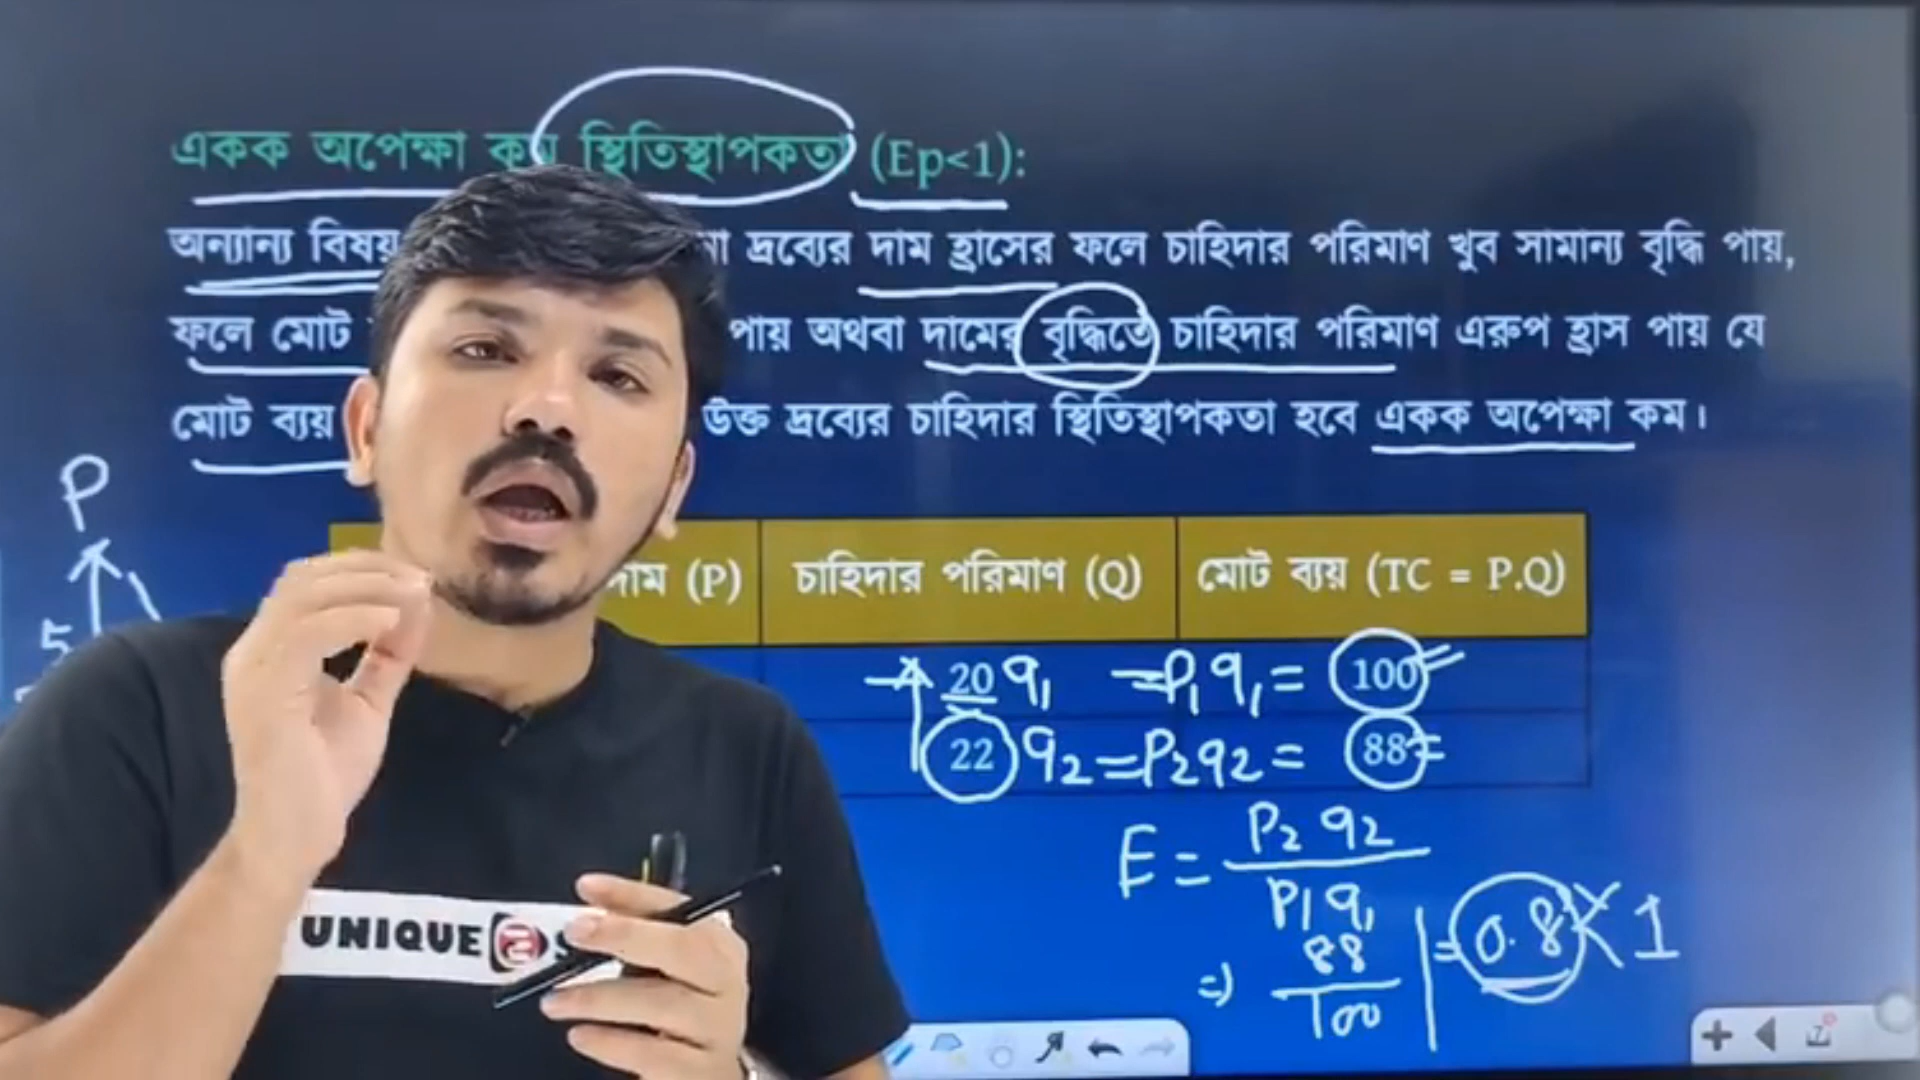 একক অপেক্ষা কম স্থিতিস্থাপকতা (Ep<1):
অন্যান্য বিষয় দ্রব্যের দাম হ্রাসের ফলে চাহিদার পরিমাণ খুব সামান্য বৃদ্ধি পায়,
ফলে মোট পায় অথবা দামের বৃদ্ধিতে চাহিদার পরিমাণ এরুপ হ্রাস পায় যে
মোট ব্যয় উক্ত দ্রব্যের চাহিদার স্থিতিস্থাপকতা হবে একক অপেক্ষা কম।
P
5
দাম (P) চাহিদার পরিমাণ (Q) মোট ব্যয় (TC = P.Q)
20 q₁ = P₁q₁ = 100
22 q₂ = P₂q₂ = 88
E = P₂q₂ / P₁q₁
⇒ 88 / 100 = 0.8 < 1
UNIQUE